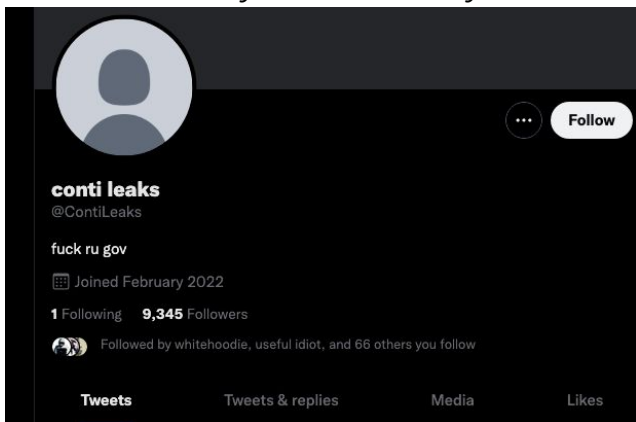 Follow
conti leaks
@ContiLeaks
fuck ru gov
Joined February 2022
1 Following 9,345 Followers
Followed by whitehoodie, useful idiot, and 66 others you follow
Tweets Tweets & replies Media Likes